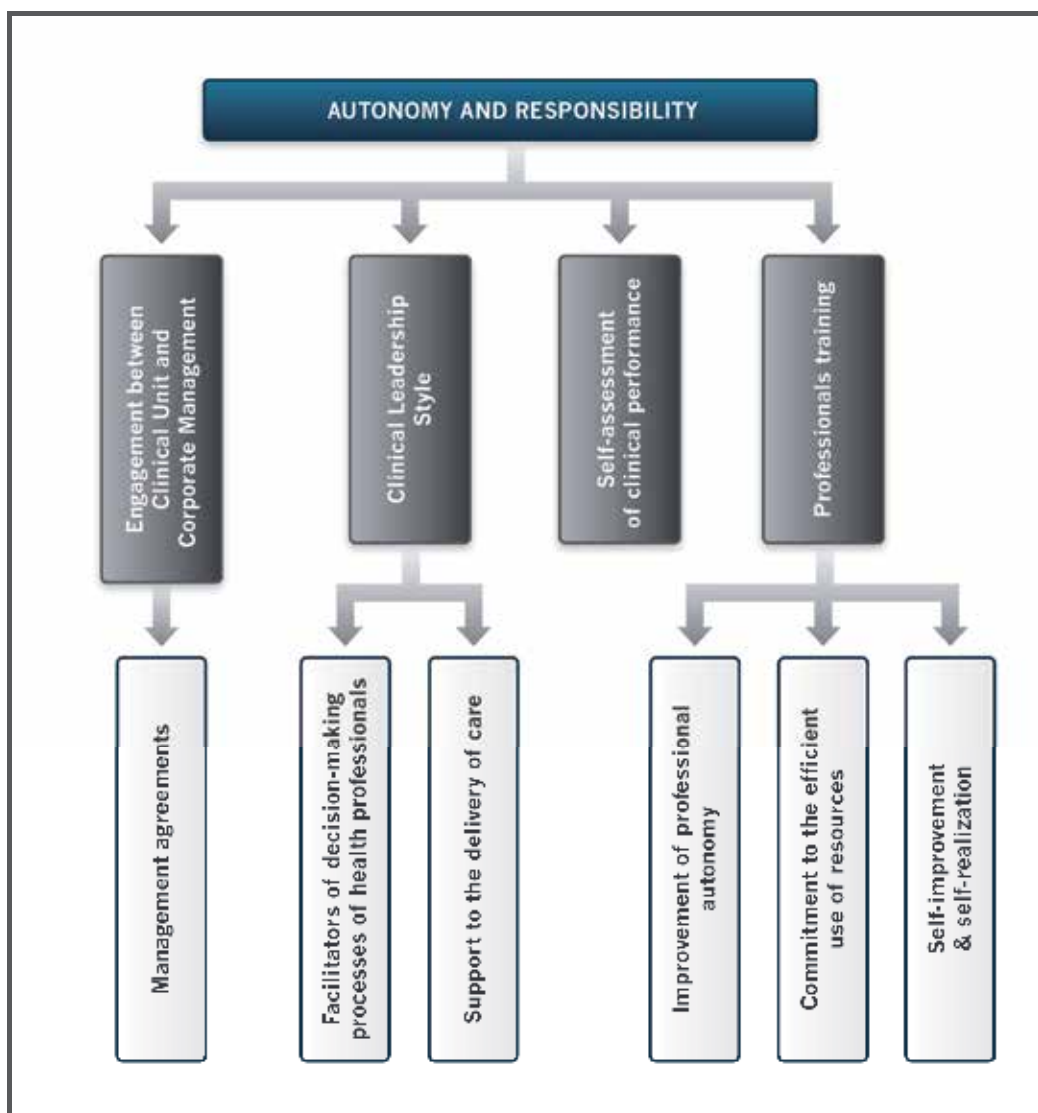 AUTONOMY AND RESPONSIBILITY
Engagement between
Clinical Unit and
Corporate Management
Clinical Leadership
Style
Self-assessment
of clinical performance
Professionals training
Management agreements
Facilitators of decision-making
processes of health professionals
Support to the delivery of care
Improvement of professional
autonomy
Commitment to the efficient
use of resources
Self-improvement
& self-realization